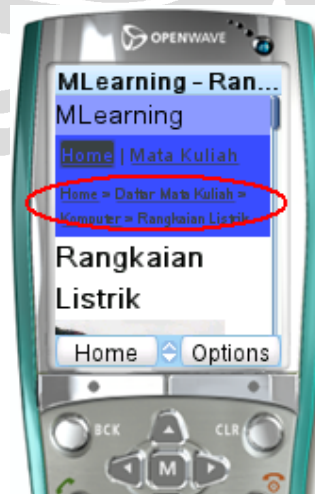 OPENWAVE
MLearning - Ran...
MLearning
Home | Mata Kuliah
Home » Daftar Mata Kuliah »
Komputer » Rangkaian Listrik
Rangkaian
Listrik
Home Options
BCK CLR
M